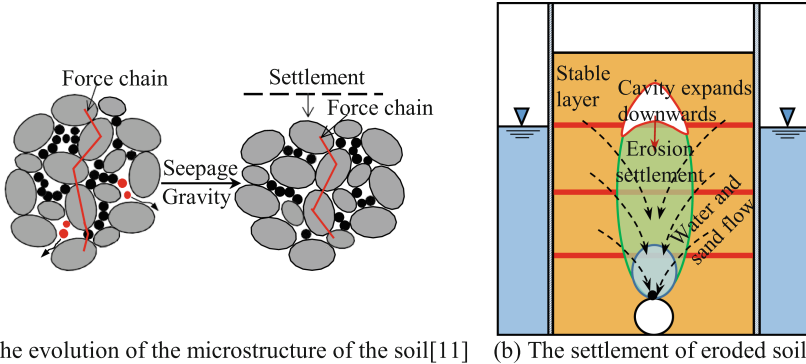 Force chain
Settlement
Force chain
Seepage
Gravity
Stable
layer
Cavity expands
downwards
Erosion
settlement
Water and
sand flow
he evolution of the microstructure of the soil[11]
(b) The settlement of eroded soil